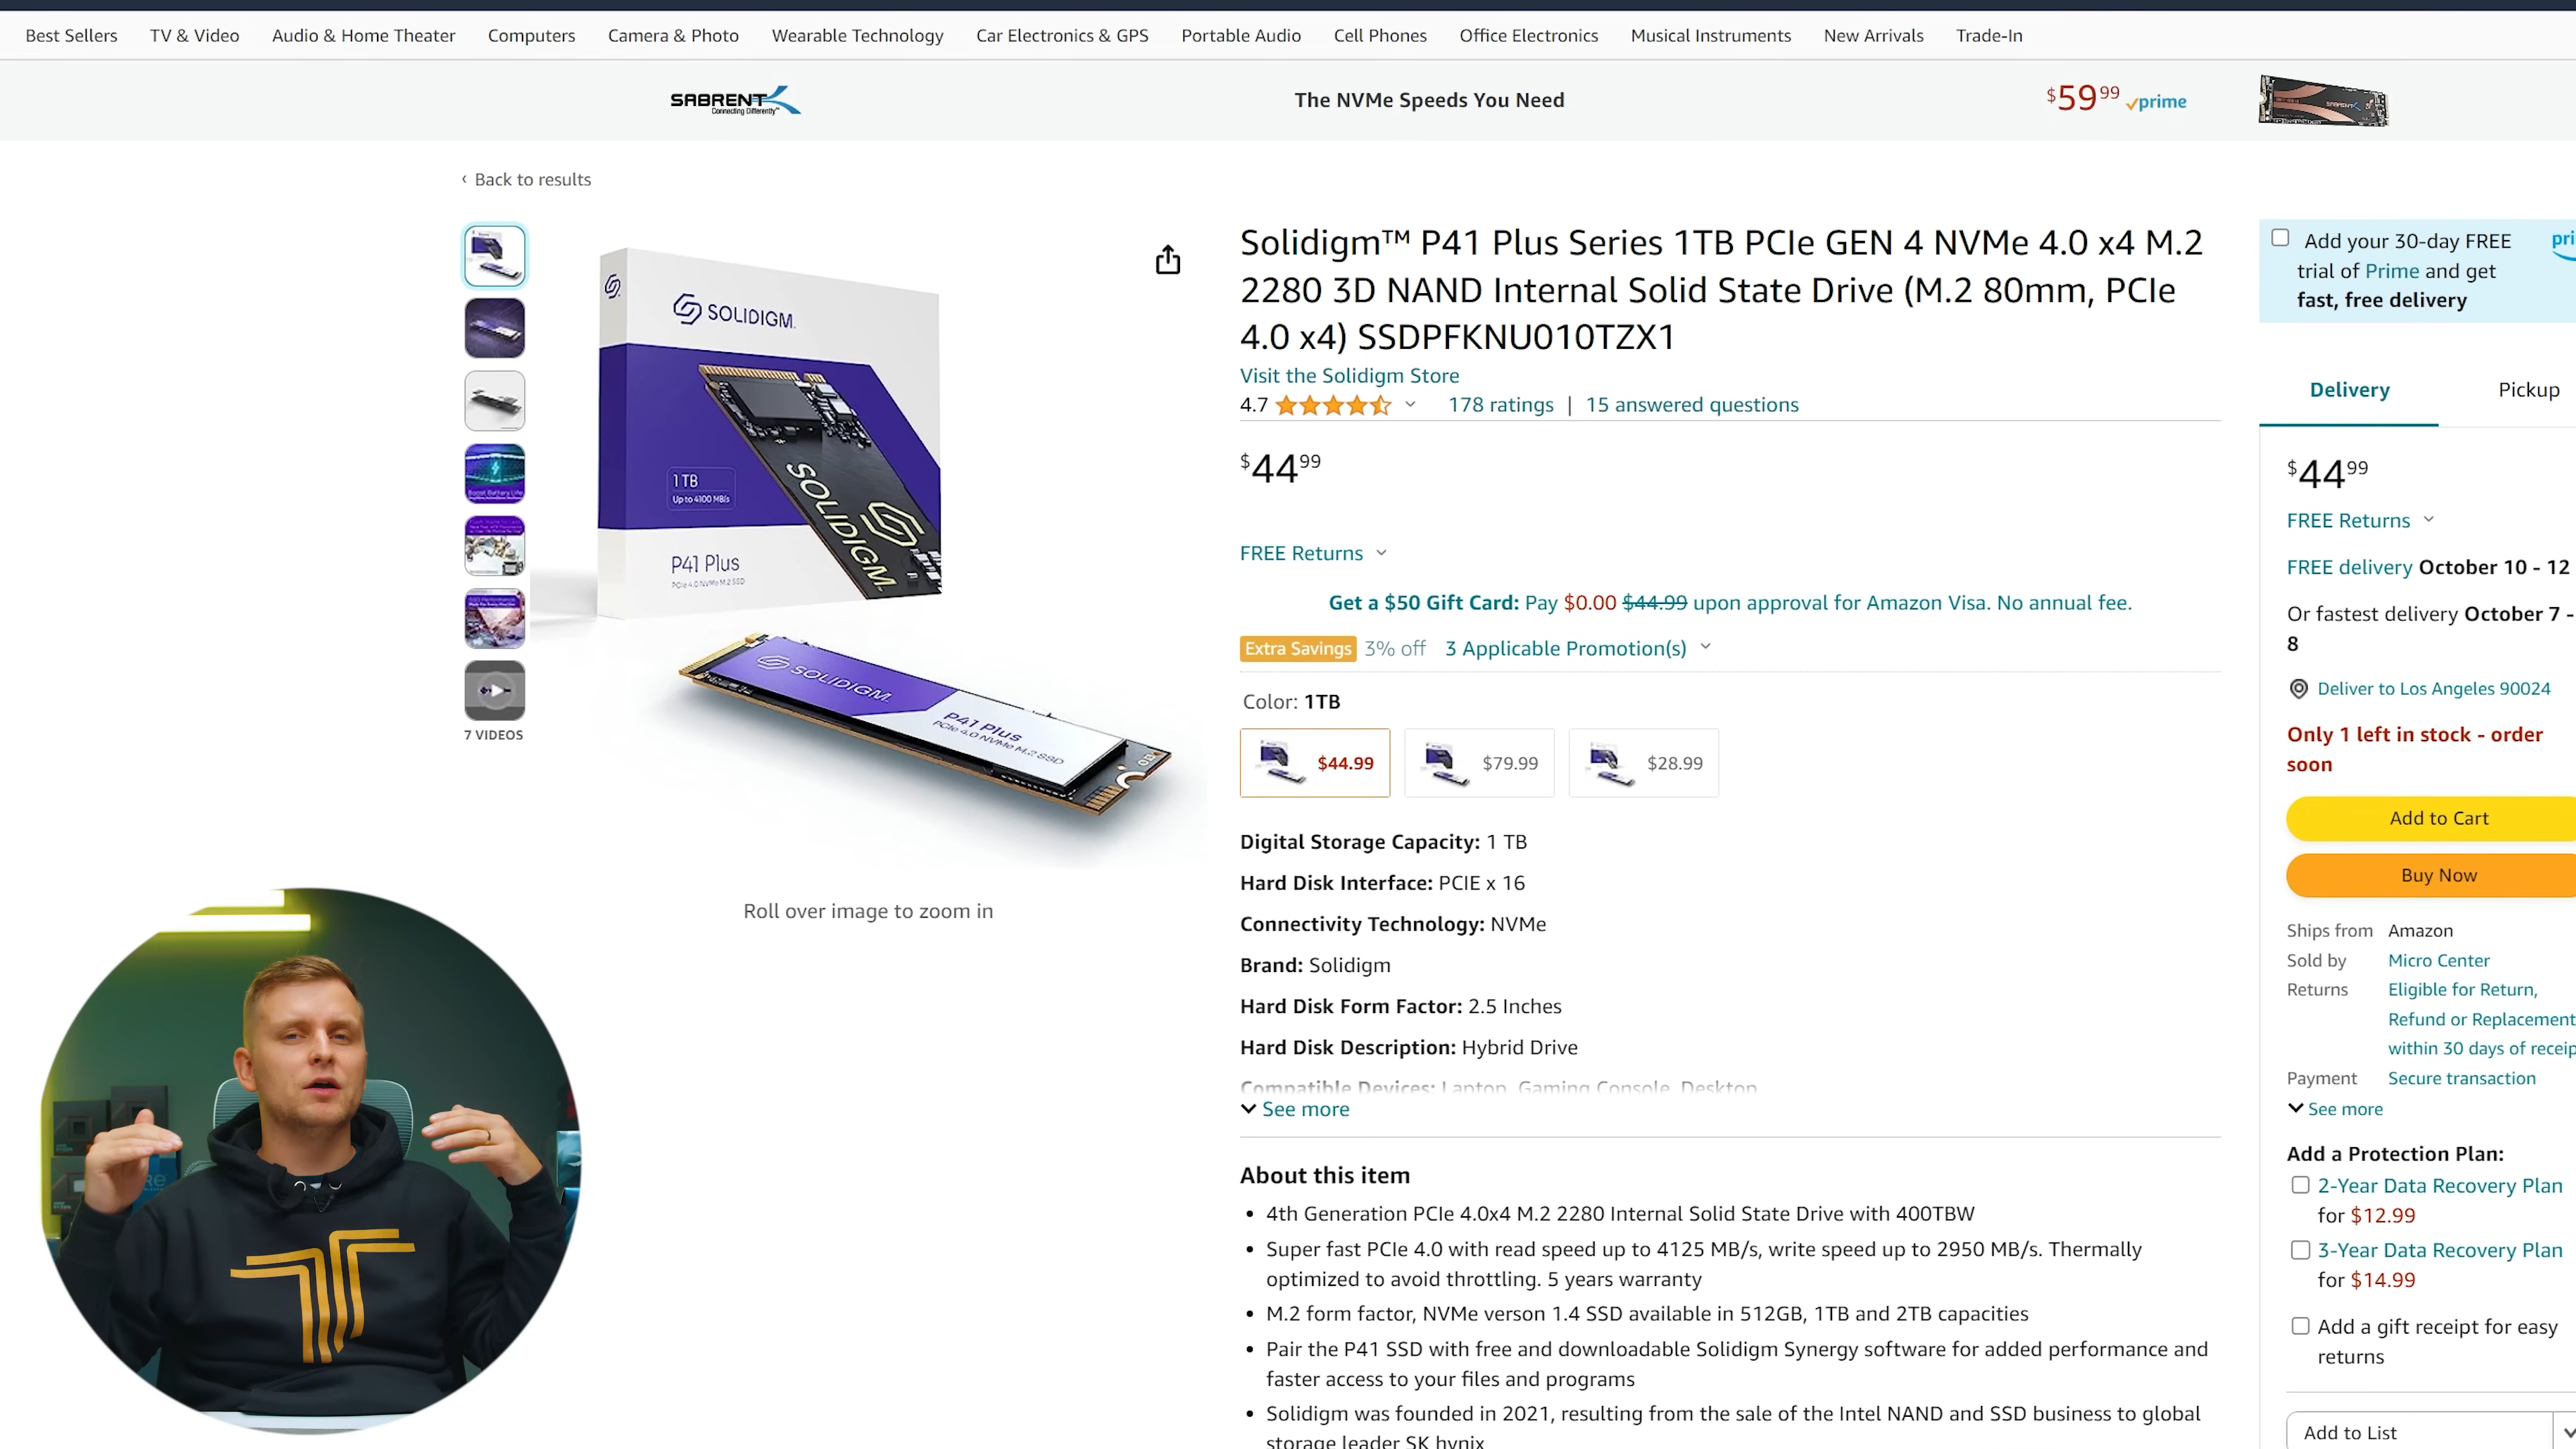 Best Sellers TV & Video Audio & Home Theater Computers Camera & Photo Wearable Technology Car Electronics & GPS Portable Audio Cell Phones Office Electronics Musical Instruments New Arrivals Trade-In
SABRENT
Connecting Differently™
The NVMe Speeds You Need
$59 99 prime
SABRENT
‹ Back to results
SOLIDIGM
1 TB
Up to 4100 MB/s
SOLIDIGM
P41 Plus
PCIe 4.0 NVMe M.2 SSD
SOLIDIGM
P41 Plus
PCIe 4.0 NVMe M.2 SSD
Boost Battery Life
7 VIDEOS
Roll over image to zoom in
Solidigm™ P41 Plus Series 1TB PCIe GEN 4 NVMe 4.0 x4 M.2
2280 3D NAND Internal Solid State Drive (M.2 80mm, PCIe
4.0 x4) SSDPFKNU010TZX1
Visit the Solidigm Store
4.7 178 ratings | 15 answered questions
$44 99
FREE Returns
Get a $50 Gift Card: Pay $0.00 $44.99 upon approval for Amazon Visa. No annual fee.
Extra Savings 3% off 3 Applicable Promotion(s)
Color: 1TB
$44.99 $79.99 $28.99
Digital Storage Capacity: 1 TB
Hard Disk Interface: PCIE x 16
Connectivity Technology: NVMe
Brand: Solidigm
Hard Disk Form Factor: 2.5 Inches
Hard Disk Description: Hybrid Drive
Compatible Devices: Laptop, Gaming Console, Desktop
See more
About this item
• 4th Generation PCIe 4.0x4 M.2 2280 Internal Solid State Drive with 400TBW
• Super fast PCIe 4.0 with read speed up to 4125 MB/s, write speed up to 2950 MB/s. Thermally
optimized to avoid throttling. 5 years warranty
• M.2 form factor, NVMe verson 1.4 SSD available in 512GB, 1TB and 2TB capacities
• Pair the P41 SSD with free and downloadable Solidigm Synergy software for added performance and
faster access to your files and programs
• Solidigm was founded in 2021, resulting from the sale of the Intel NAND and SSD business to global
storage leader SK hynix
Add your 30-day FREE
trial of Prime and get
fast, free delivery
pri
Delivery Pickup
$44 99
FREE Returns
FREE delivery October 10 - 12
Or fastest delivery October 7 -
8
Deliver to Los Angeles 90024
Only 1 left in stock - order
soon
Add to Cart
Buy Now
Ships from Amazon
Sold by Micro Center
Returns Eligible for Return,
Refund or Replacement
within 30 days of receip
Payment Secure transaction
See more
Add a Protection Plan:
2-Year Data Recovery Plan
for $12.99
3-Year Data Recovery Plan
for $14.99
Add a gift receipt for easy
returns
Add to List